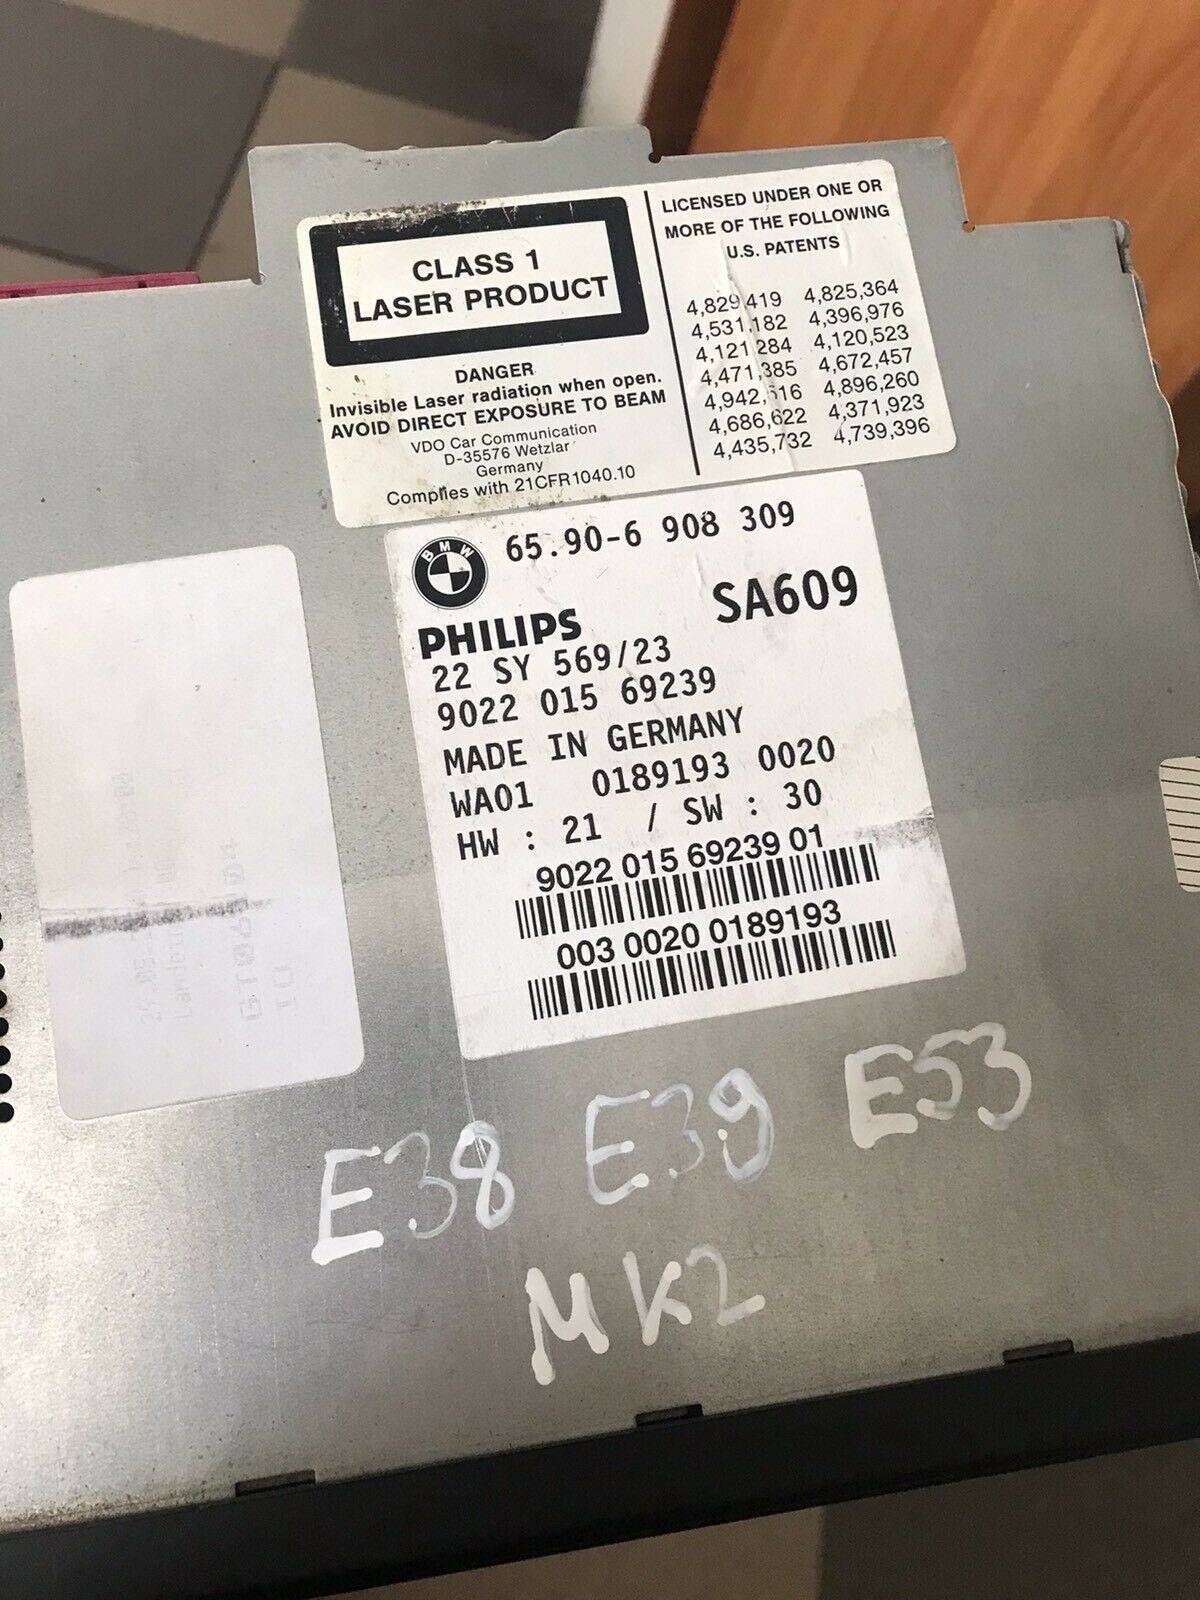 CLASS 1
LASER PRODUCT
DANGER
Invisible Laser radiation when open.
AVOID DIRECT EXPOSURE TO BEAM
VDO Car Communication
D-35576 Wetzlar
Germany
Complies with 21CFR1040.10
LICENSED UNDER ONE OR
MORE OF THE FOLLOWING
U.S. PATENTS
4,829,419 4,825,364
4,531,182 4,396,976
4,121,284 4,120,523
4,471,385 4,672,457
4,942,516 4,896,260
4,686,622 4,371,923
4,435,732 4,739,396
BMW
65.90-6 908 309
SA609
PHILIPS
22 SY 569/23
9022 015 69239
MADE IN GERMANY
WA01 0189193 0020
HW : 21 / SW : 30
9022 015 69239 01
003 0020 0189193
E38 E39 E53
MK2